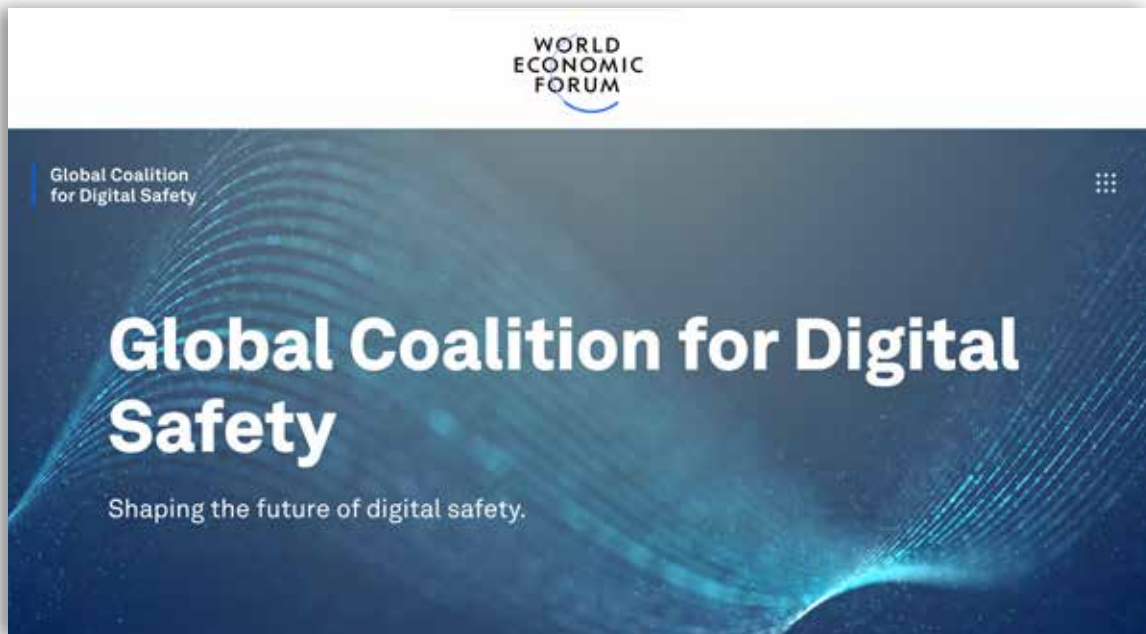 WORLD
ECONOMIC
FORUM
Global Coalition
for Digital Safety
Global Coalition for Digital
Safety
Shaping the future of digital safety.